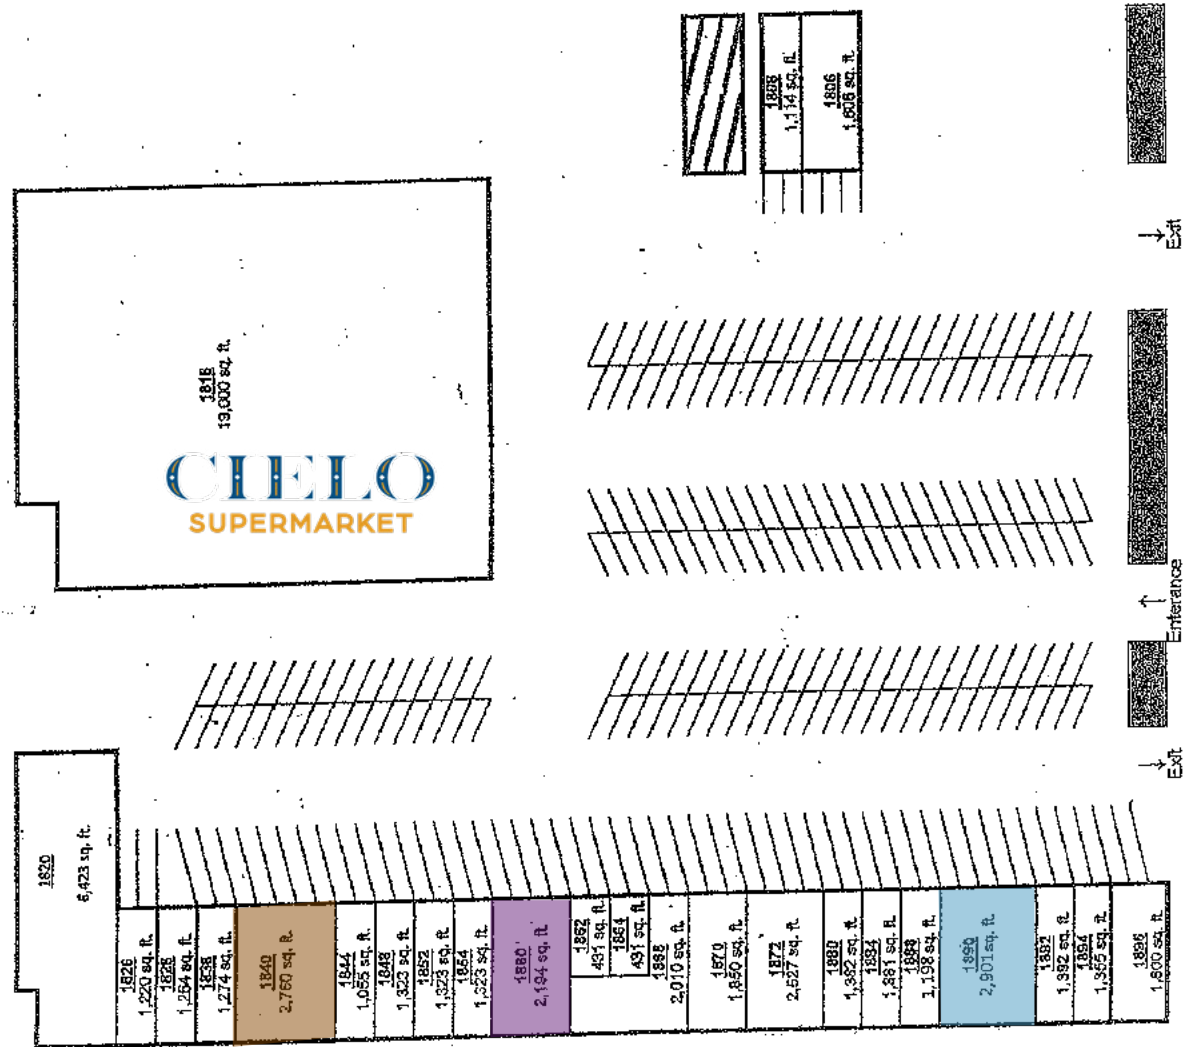 1808
1,114 sq. ft.
1806
1,606 sq. ft.
Exit
1816
19,000 sq. ft.
CIELO
SUPERMARKET
Enterance
Exit
1820
6,423 sq. ft.
1826
1,220 sq. ft.
1828
1,264 sq. ft.
1836
1,274 sq. ft.
1840
2,760 sq. ft.
1844
1,055 sq. ft.
1848
1,323 sq. ft.
1852
1,323 sq. ft.
1854
1,323 sq. ft.
1860
2,194 sq. ft.
1862
431 sq. ft.
1864
431 sq. ft.
1868
2,010 sq. ft.
1870
1,850 sq. ft.
1872
2,527 sq. ft.
1880
1,382 sq. ft.
1884
1,381 sq. ft.
1888
1,198 sq. ft.
1890
2,901 sq. ft.
1892
1,392 sq. ft.
1894
1,355 sq. ft.
1896
1,600 sq. ft.